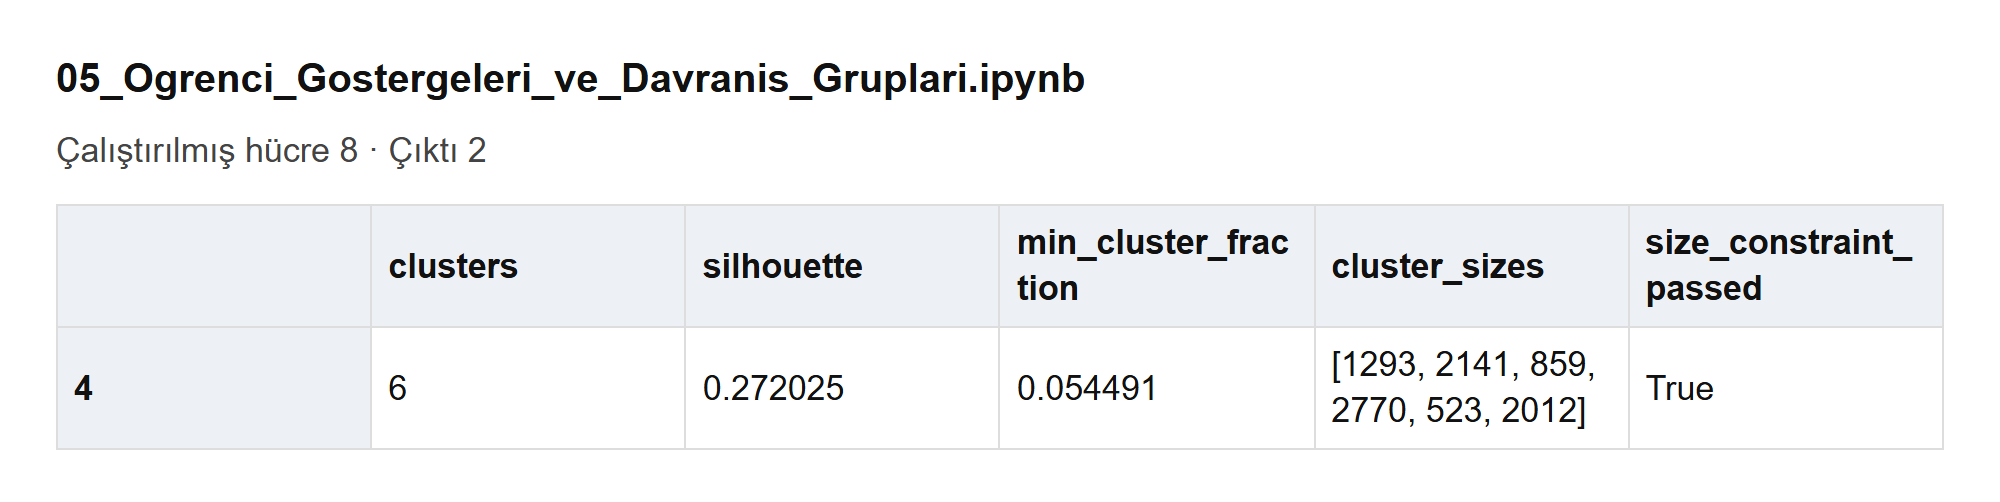 05_Ogrenci_Gostergeleri_ve_Davranis_Gruplari.ipynb
Çalıştırılmış hücre 8 · Çıktı 2
clusters silhouette min_cluster_frac
tion cluster_sizes size_constraint_
passed
4 6 0.272025 0.054491 [1293, 2141, 859,
2770, 523, 2012] True